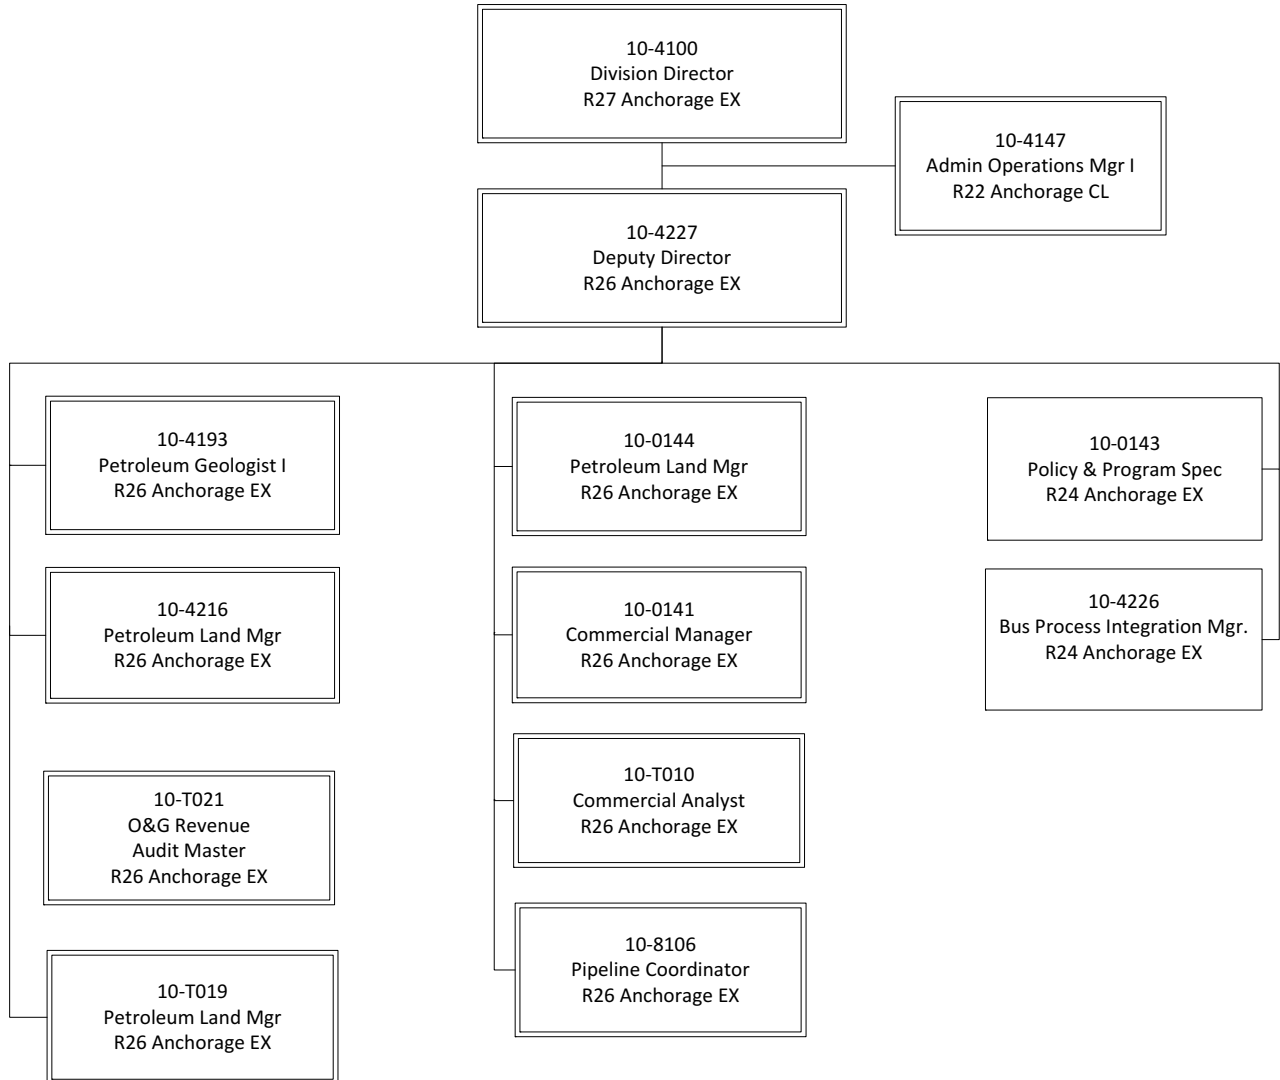 10-4100
Division Director
R27 Anchorage EX
10-4147
Admin Operations Mgr I
R22 Anchorage CL
10-4227
Deputy Director
R26 Anchorage EX
10-4193
Petroleum Geologist I
R26 Anchorage EX
10-4216
Petroleum Land Mgr
R26 Anchorage EX
10-T021
O&G Revenue
Audit Master
R26 Anchorage EX
10-T019
Petroleum Land Mgr
R26 Anchorage EX
10-0144
Petroleum Land Mgr
R26 Anchorage EX
10-0141
Commercial Manager
R26 Anchorage EX
10-T010
Commercial Analyst
R26 Anchorage EX
10-8106
Pipeline Coordinator
R26 Anchorage EX
10-0143
Policy & Program Spec
R24 Anchorage EX
10-4226
Bus Process Integration Mgr.
R24 Anchorage EX